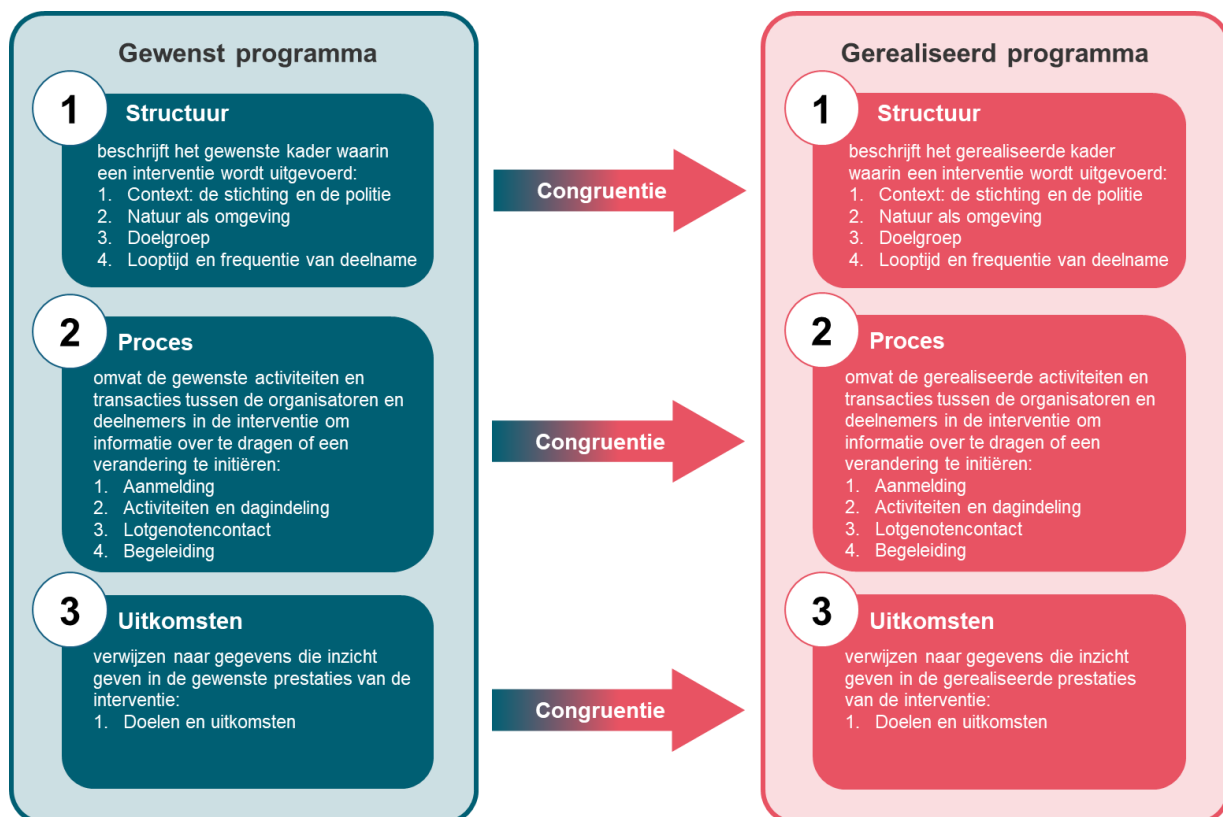 Gewenst programma
1
Structuur
beschrijft het gewenste kader waarin
een interventie wordt uitgevoerd:
1. Context: de stichting en de politie
2. Natuur als omgeving
3. Doelgroep
4. Looptijd en frequentie van deelname
2
Proces
omvat de gewenste activiteiten en
transacties tussen de organisatoren en
deelnemers in de interventie om
informatie over te dragen of een
verandering te initiëren:
1. Aanmelding
2. Activiteiten en dagindeling
3. Lotgenotencontact
4. Begeleiding
3
Uitkomsten
verwijzen naar gegevens die inzicht
geven in de gewenste prestaties van de
interventie:
1. Doelen en uitkomsten
Congruentie
Congruentie
Congruentie
Gerealiseerd programma
1
Structuur
beschrijft het gerealiseerde kader
waarin een interventie wordt uitgevoerd:
1. Context: de stichting en de politie
2. Natuur als omgeving
3. Doelgroep
4. Looptijd en frequentie van deelname
2
Proces
omvat de gerealiseerde activiteiten en
transacties tussen de organisatoren en
deelnemers in de interventie om
informatie over te dragen of een
verandering te initiëren:
1. Aanmelding
2. Activiteiten en dagindeling
3. Lotgenotencontact
4. Begeleiding
3
Uitkomsten
verwijzen naar gegevens die inzicht
geven in de gerealiseerde prestaties
van de interventie:
1. Doelen en uitkomsten